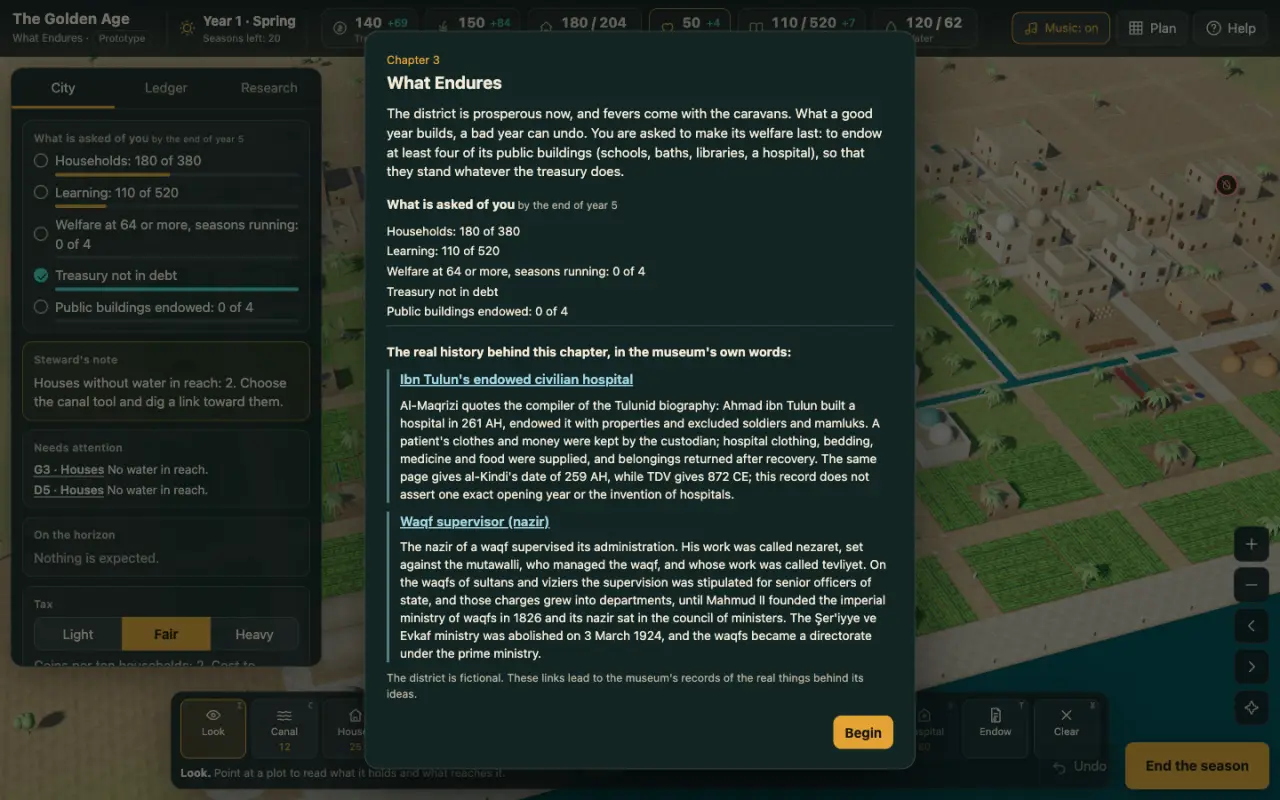 The Golden Age
What Endures · Prototype
Year 1 · Spring
Seasons left: 20
140 +69
150 +84
180 / 204
50 +4
110 / 520 +7
120 / 62
Music: on
Plan
Help
City
Ledger
Research
What is asked of you by the end of year 5
Households: 180 of 380
Learning: 110 of 520
Welfare at 64 or more, seasons running:
0 of 4
Treasury not in debt
Public buildings endowed: 0 of 4
Steward's note
Houses without water in reach: 2. Choose
the canal tool and dig a link toward them.
Needs attention
G3 · Houses No water in reach.
D5 · Houses No water in reach.
On the horizon
Nothing is expected.
Tax
Light
Fair
Heavy
Coins per ten households: 2. Cost to
Chapter 3
What Endures
The district is prosperous now, and fevers come with the caravans. What a good
year builds, a bad year can undo. You are asked to make its welfare last: to endow
at least four of its public buildings (schools, baths, libraries, a hospital), so that
they stand whatever the treasury does.
What is asked of you by the end of year 5
Households: 180 of 380
Learning: 110 of 520
Welfare at 64 or more, seasons running: 0 of 4
Treasury not in debt
Public buildings endowed: 0 of 4
The real history behind this chapter, in the museum's own words:
Ibn Tulun's endowed civilian hospital
Al-Maqrizi quotes the compiler of the Tulunid biography: Ahmad ibn Tulun built a
hospital in 261 AH, endowed it with properties and excluded soldiers and mamluks. A
patient's clothes and money were kept by the custodian; hospital clothing, bedding,
medicine and food were supplied, and belongings returned after recovery. The same
page gives al-Kindi's date of 259 AH, while TDV gives 872 CE; this record does not
assert one exact opening year or the invention of hospitals.
Waqf supervisor (nazir)
The nazir of a waqf supervised its administration. His work was called nezaret, set
against the mutawalli, who managed the waqf, and whose work was called tevliyet. On
the waqfs of sultans and viziers the supervision was stipulated for senior officers of
state, and those charges grew into departments, until Mahmud II founded the imperial
ministry of waqfs in 1826 and its nazir sat in the council of ministers. The Şer'iyye ve
Evkaf ministry was abolished on 3 March 1924, and the waqfs became a directorate
under the prime ministry.
The district is fictional. These links lead to the museum's records of the real things behind its
ideas.
Begin
Look
Canal
12
Endow
Clear
Look. Point at a plot to read what it holds and what reaches it.
Undo
End the season